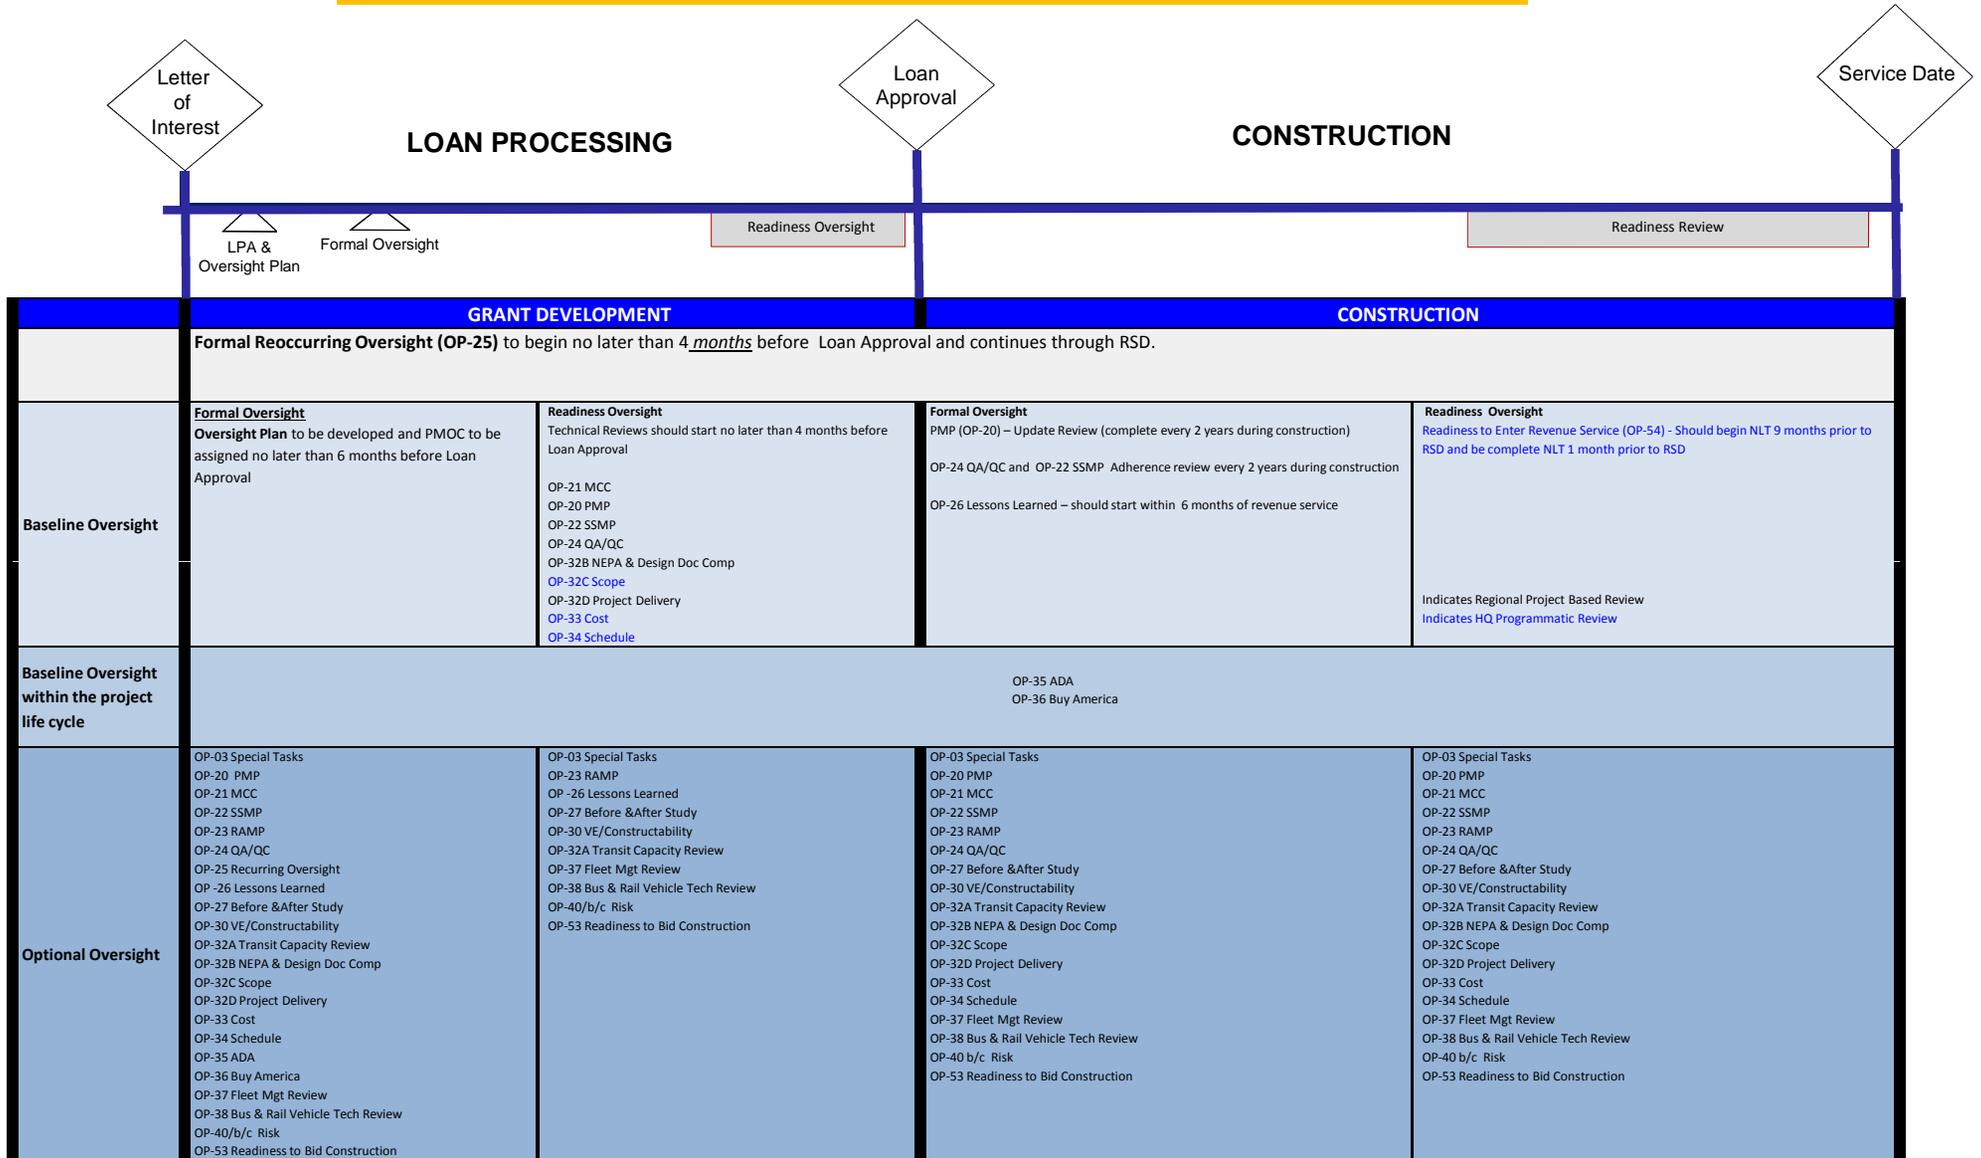 Letter
of
Interest
Loan
Approval
Service Date
LOAN PROCESSING
CONSTRUCTION
LPA &
Oversight Plan
Formal Oversight
Readiness Oversight
Readiness Review
GRANT DEVELOPMENT
CONSTRUCTION
Formal Reoccurring Oversight (OP-25) to begin no later than 4 months before  Loan Approval and continues through RSD.
Baseline Oversight
Formal Oversight
Oversight Plan to be developed and PMOC to be
assigned no later than 6 months before Loan
Approval
Readiness Oversight
Technical Reviews should start no later than 4 months before
Loan Approval
OP-21 MCC
OP-20 PMP
OP-22 SSMP
OP-24 QA/QC
OP-32B NEPA & Design Doc Comp
OP-32C Scope
OP-32D Project Delivery
OP-33 Cost
OP-34 Schedule
Formal Oversight
PMP (OP-20) – Update Review (complete every 2 years during construction)
OP-24 QA/QC and  OP-22 SSMP  Adherence review every 2 years during construction
OP-26 Lessons Learned – should start within  6 months of revenue service
Readiness  Oversight
Readiness to Enter Revenue Service (OP-54) - Should begin NLT 9 months prior to
RSD and be complete NLT 1 month prior to RSD
Indicates Regional Project Based Review
Indicates HQ Programmatic Review
Baseline Oversight
within the project
life cycle
OP-35 ADA
OP-36 Buy America
Optional Oversight
OP-03 Special Tasks
OP-20  PMP
OP-21 MCC
OP-22 SSMP
OP-23 RAMP
OP-24 QA/QC
OP-25 Recurring Oversight
OP -26 Lessons Learned
OP-27 Before &After Study
OP-30 VE/Constructability
OP-32A Transit Capacity Review
OP-32B NEPA & Design Doc Comp
OP-32C Scope
OP-32D Project Delivery
OP-33 Cost
OP-34 Schedule
OP-35 ADA
OP-36 Buy America
OP-37 Fleet Mgt Review
OP-38 Bus & Rail Vehicle Tech Review
OP-40/b/c  Risk
OP-53 Readiness to Bid Construction
OP-03 Special Tasks
OP-23 RAMP
OP -26 Lessons Learned
OP-27 Before &After Study
OP-30 VE/Constructability
OP-32A Transit Capacity Review
OP-37 Fleet Mgt Review
OP-38 Bus & Rail Vehicle Tech Review
OP-40/b/c  Risk
OP-53 Readiness to Bid Construction
OP-03 Special Tasks
OP-20 PMP
OP-21 MCC
OP-22 SSMP
OP-23 RAMP
OP-24 QA/QC
OP-27 Before &After Study
OP-30 VE/Constructability
OP-32A Transit Capacity Review
OP-32B NEPA & Design Doc Comp
OP-32C Scope
OP-32D Project Delivery
OP-33 Cost
OP-34 Schedule
OP-37 Fleet Mgt Review
OP-38 Bus & Rail Vehicle Tech Review
OP-40 b/c  Risk
OP-53 Readiness to Bid Construction
OP-03 Special Tasks
OP-20 PMP
OP-21 MCC
OP-22 SSMP
OP-23 RAMP
OP-24 QA/QC
OP-27 Before &After Study
OP-30 VE/Constructability
OP-32A Transit Capacity Review
OP-32B NEPA & Design Doc Comp
OP-32C Scope
OP-32D Project Delivery
OP-33 Cost
OP-34 Schedule
OP-37 Fleet Mgt Review
OP-38 Bus & Rail Vehicle Tech Review
OP-40 b/c  Risk
OP-53 Readiness to Bid Construction